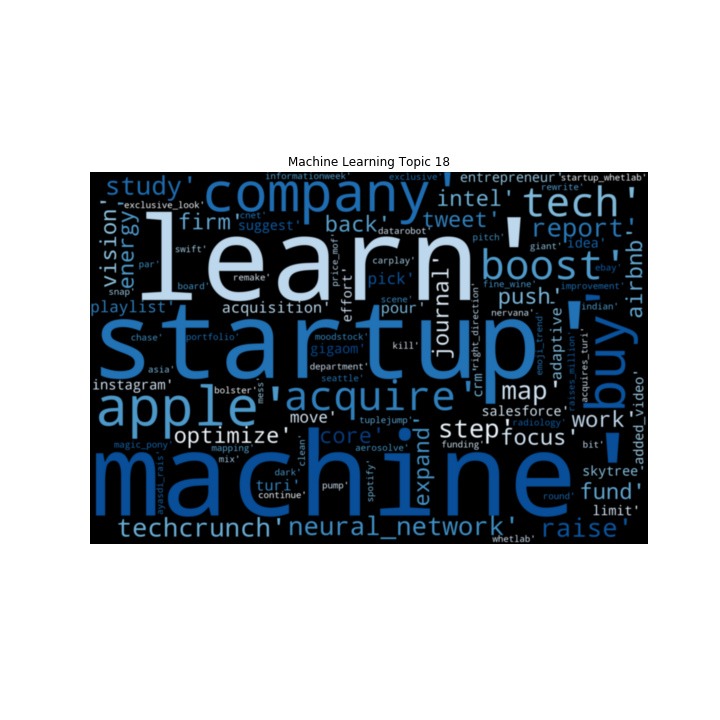 Machine Learning Topic 18
informationweek'
exclusive'
entrepreneur'
startup_whetlab'
study'
company'
rewrite'
tech'
exclusive_look'
intel'
vision'
energy'
firm'
cnet'
suggest'
back'
tweet'
datarobot'
pitch'
giant'
report'
idea'
airbnb'
learn'
swift'
par'
snap'
board'
remake'
price_mof'
carplay'
effort'
pick'
journal'
boost'
ebay'
fine_wine'
improvement'
push'
indian'
playlist'
acquisition'
scene'
pour'
nervana'
right_direction'
startup'
chase'
portfolio'
moodstock'
gigaom'
kill'
adaptive'
emoji_trend'
raises_million'
acquires_turi'
buy'
asia'
department'
seattle'
instagram'
bolster'
mess'
acquire'
crm'
map'
added_video'
apple'
move'
tuplejump'
salesforce'
work'
optimize'
core'
expand'
step'
focus'
radiology'
magic_pony'
mapping'
mix'
clean'
aerosolve'
funding'
bit'
machine'
ayasdi_rais'
dark'
turi'
continue'
pump'
spotify'
skytree'
round'
fund'
limit'
techcrunch'
neural_network'
whetlab'
raise'